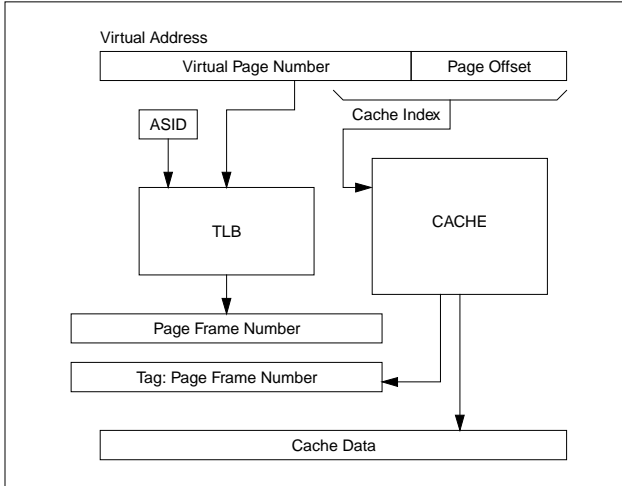 Virtual Address
Virtual Page Number
Page Offset
ASID
Cache Index
TLB
CACHE
Page Frame Number
Tag: Page Frame Number
Cache Data